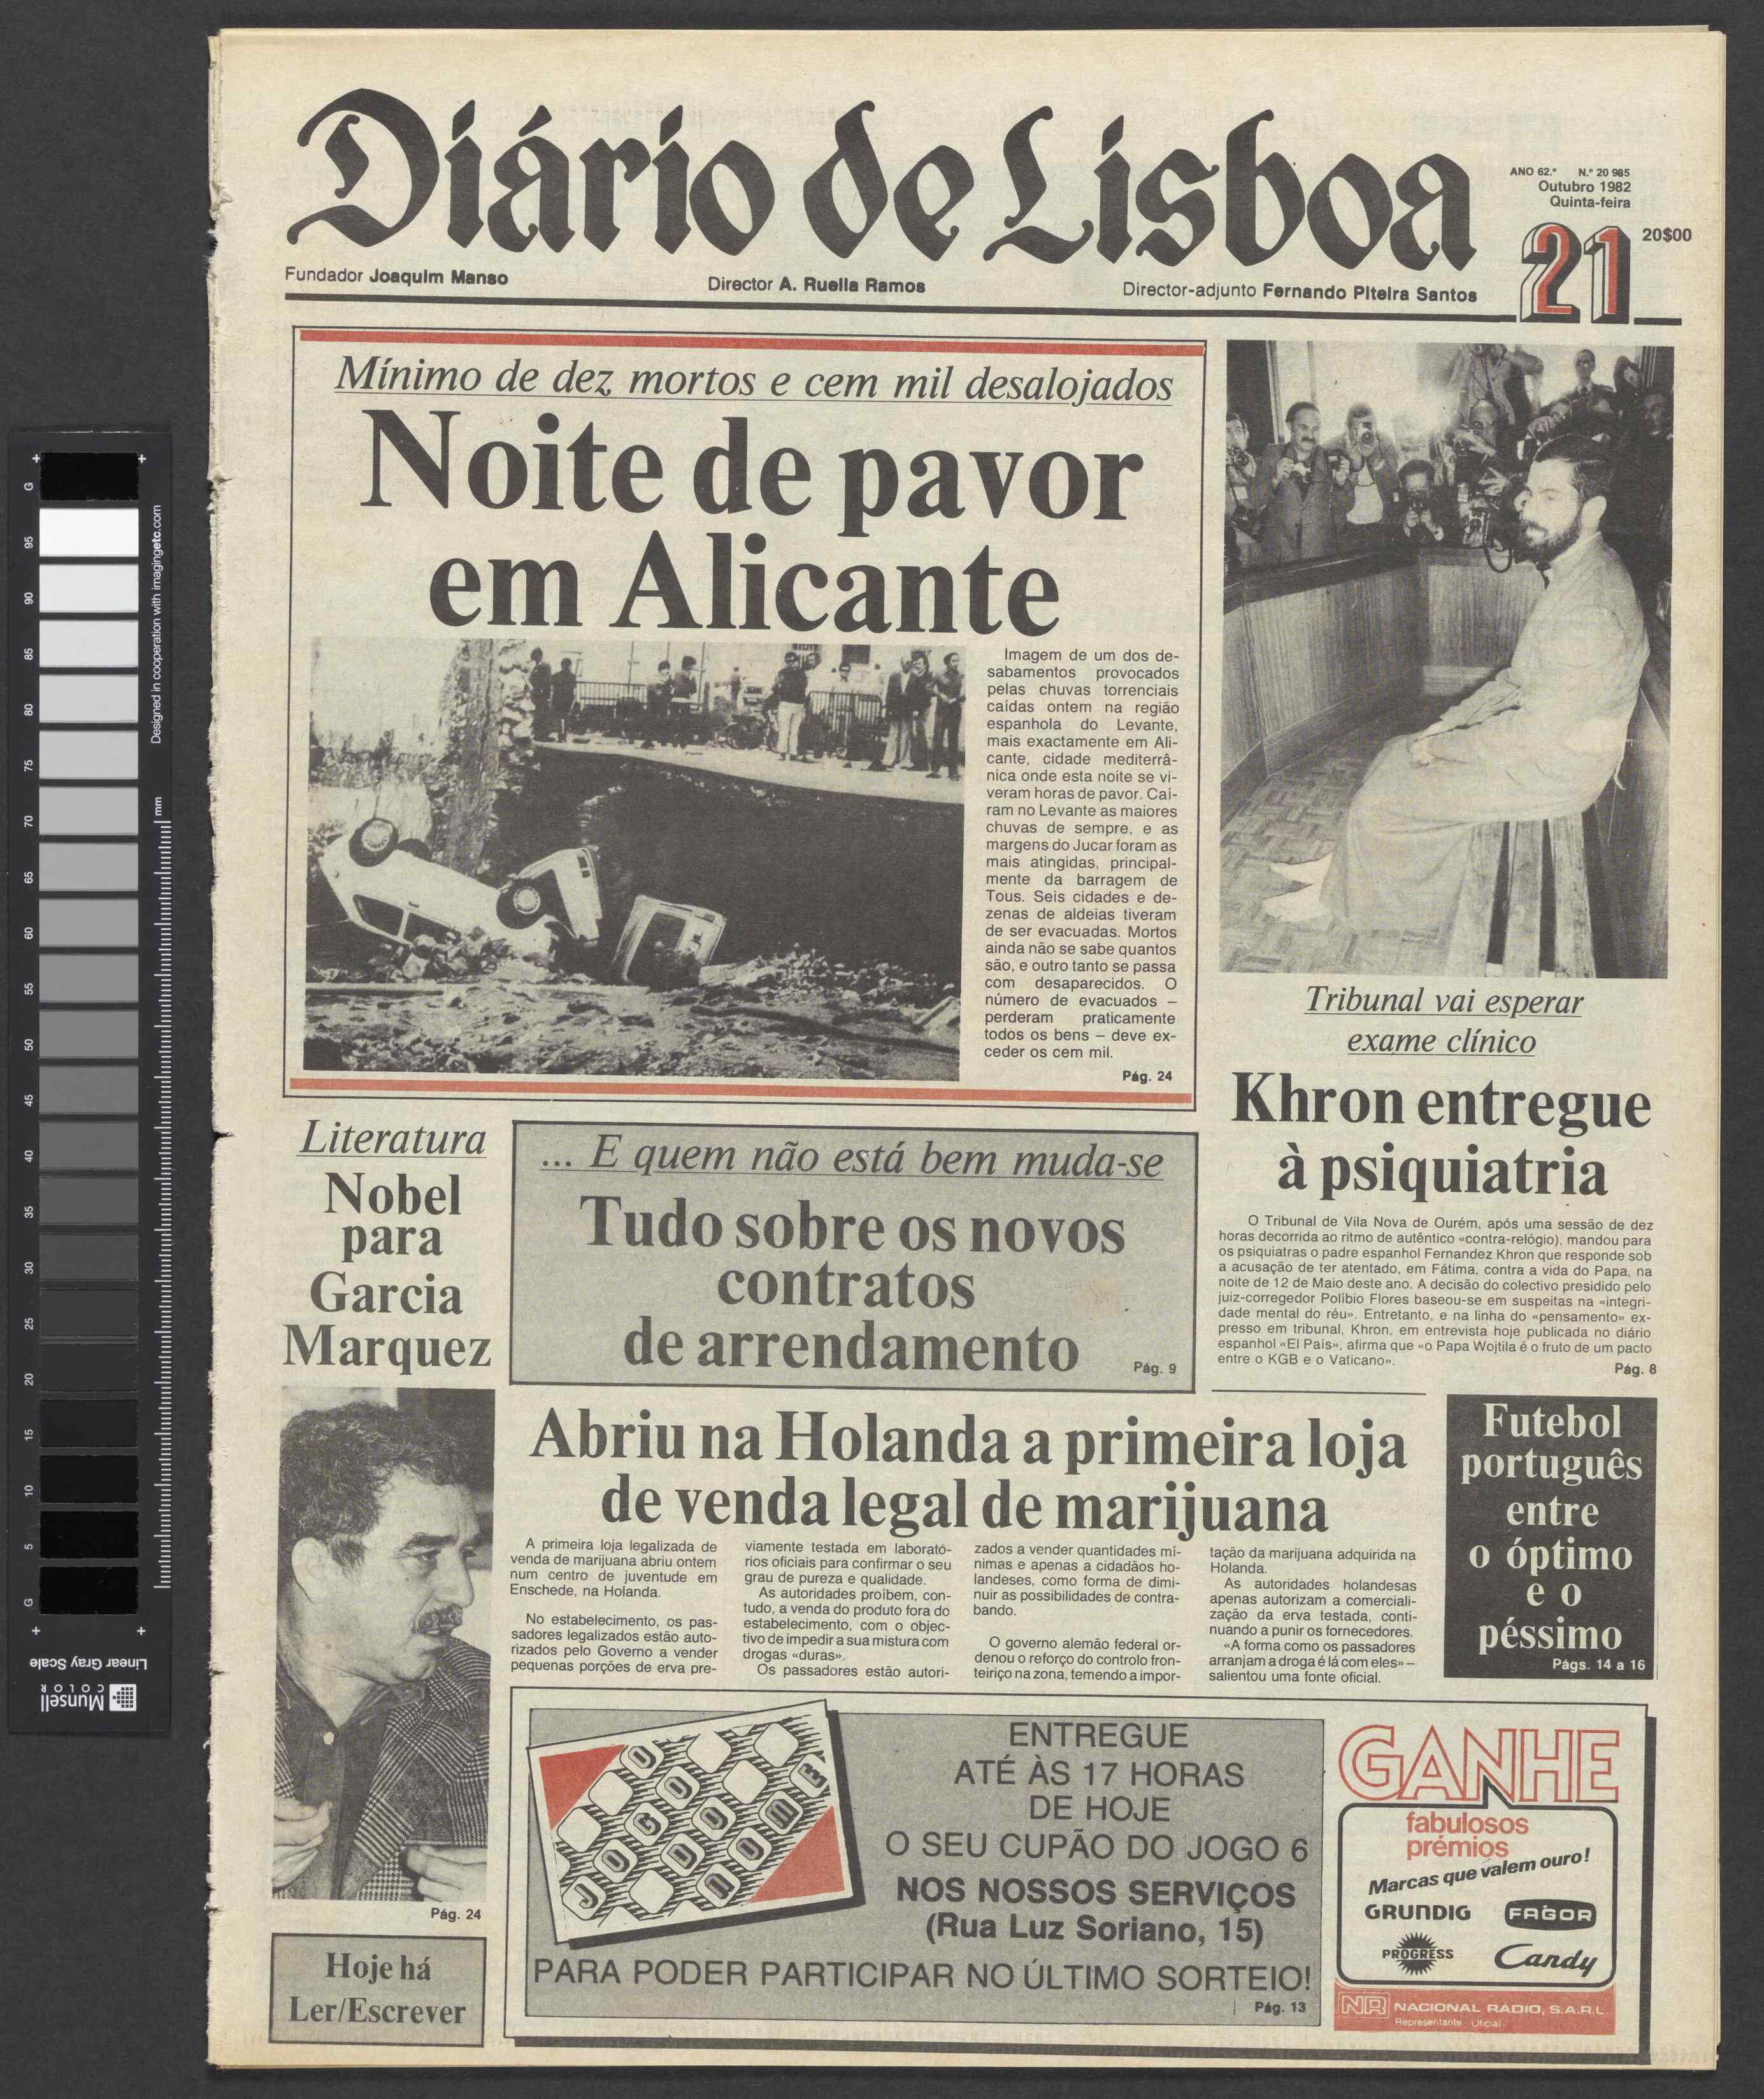 Diário de Lisboa
ANO 62.º N.º 20 985
Outubro 1982
Quinta-feira
21
20$00
Fundador Joaquim Manso
Director A. Ruella Ramos
Director-adjunto Fernando Piteira Santos
Mínimo de dez mortos e cem mil desalojados
Noite de pavor
em Alicante
Imagem de um dos de-
sabamentos provocados
pelas chuvas torrenciais
caídas ontem na região
espanhola do Levante,
mais exactamente em Ali-
cante, cidade mediterrâ-
nica onde esta noite se vi-
veram horas de pavor. Caí-
ram no Levante as maiores
chuvas de sempre, e as
margens do Jucar foram as
mais atingidas, principal-
mente da barragem de
Tous. Seis cidades e de-
zenas de aldeias tiveram
de ser evacuadas. Mortos
ainda não se sabe quantos
são, e outro tanto se passa
com desaparecidos. O
número de evacuados –
perderam praticamente
todos os bens – deve ex-
ceder os cem mil.
Pág. 24
Tribunal vai esperar
exame clínico
Khron entregue
à psiquiatria
O Tribunal de Vila Nova de Ourém, após uma sessão de dez
horas decorrida ao ritmo de autêntico «contra-relógio), mandou para
os psiquiatras o padre espanhol Fernandez Khron que responde sob
a acusação de ter atentado, em Fátima, contra a vida do Papa, na
noite de 12 de Maio deste ano. A decisão do colectivo presidido pelo
juiz-corregedor Políbio Flores baseou-se em suspeitas na «integri-
dade mental do réu». Entretanto, e na linha do «pensamento» ex-
presso em tribunal, Khron, em entrevista hoje publicada no diário
espanhol «El País», afirma que «o Papa Wojtila é o fruto de um pacto
entre o KGB e o Vaticano».
Pág. 8
Literatura
Nobel
para
Garcia
Marquez
Pág. 24
... E quem não está bem muda-se
Tudo sobre os novos
contratos
de arrendamento
Pág. 9
Abriu na Holanda a primeira loja
de venda legal de marijuana
A primeira loja legalizada de
venda de marijuana abriu ontem
num centro de juventude em
Enschede, na Holanda.
No estabelecimento, os pas-
sadores legalizados estão auto-
rizados pelo Governo a vender
pequenas porções de erva pre-
viamente testada em laborató-
rios oficiais para confirmar o seu
grau de pureza e qualidade.
As autoridades proíbem, con-
tudo, a venda do produto fora do
estabelecimento, com o objec-
tivo de impedir a sua mistura com
drogas «duras».
Os passadores estão autori-
zados a vender quantidades mí-
nimas e apenas a cidadãos ho-
landeses, como forma de dimi-
nuir as possibilidades de contra-
bando.
O governo alemão federal or-
denou o reforço do controlo fron-
teiriço na zona, temendo a impor-
tação da marijuana adquirida na
Holanda.
As autoridades holandesas
apenas autorizam a comerciali-
zação da erva testada, conti-
nuando a punir os fornecedores.
«A forma como os passadores
arranjam a droga é lá com eles» –
salientou uma fonte oficial.
Futebol
português
entre
o óptimo
e o
péssimo
Págs. 14 a 16
Hoje há
Ler/Escrever
ENTREGUE
ATÉ ÀS 17 HORAS
DE HOJE
O SEU CUPÃO DO JOGO 6
NOS NOSSOS SERVIÇOS
(Rua Luz Soriano, 15)
PARA PODER PARTICIPAR NO ÚLTIMO SORTEIO!
Pág. 13
GANHE
fabulosos
prémios
Marcas que valem ouro!
GRUNDIG
FAGOR
PROGRESS
Candy
NR NACIONAL RÁDIO, S.A.R.L.
Representante Oficial
G
95
90
85
80
75
70
65
60
55
50
45
40
35
30
25
20
15
10
5
G
mm
Designed in cooperation with imagingetc.com
Linear Gray Scale
Munsell
COLOR